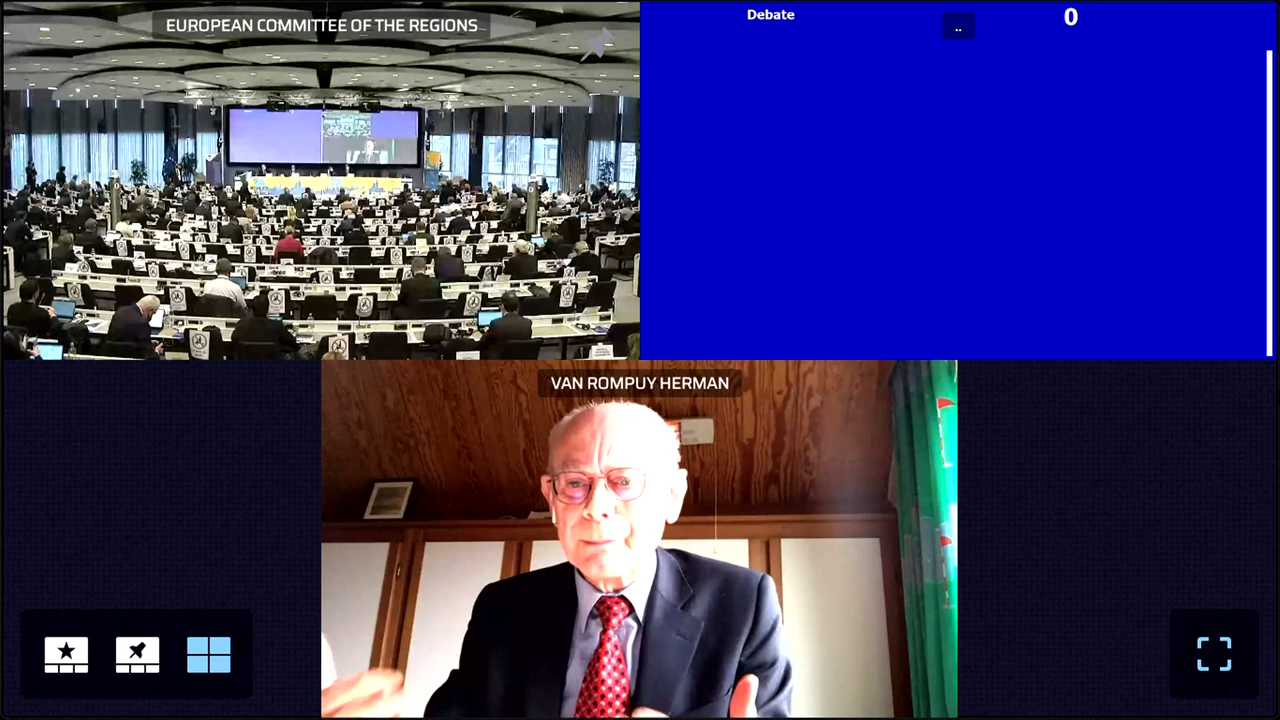 EUROPEAN COMMITTEE OF THE REGIONS
Debate
..
0
VAN ROMPUY HERMAN